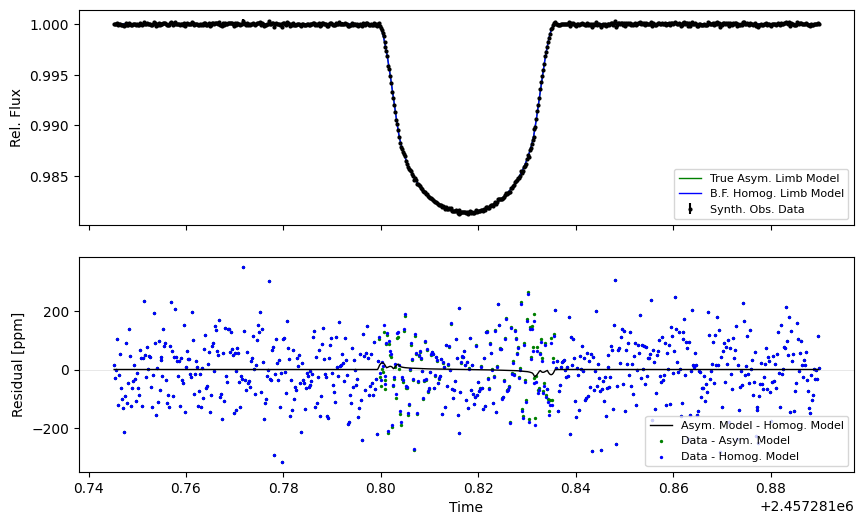 1.000
0.995
0.990
0.985
Rel. Flux
True Asym. Limb Model
B.F. Homog. Limb Model
Synth. Obs. Data
200
0
−200
Residual [ppm]
Asym. Model - Homog. Model
Data - Asym. Model
Data - Homog. Model
0.74 0.76 0.78 0.80 0.82 0.84 0.86 0.88
Time
+2.457281e6